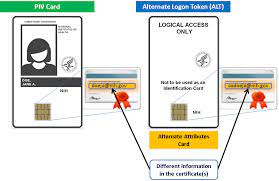 PIV Card
Alternate Logon Token (ALT)
LOGICAL ACCESS
ONLY
DOE,
JANE A.
Not to be used as an
Identification Card
NIH
NIH
Alternate Attributes
Card
Different information
in the certificate(s)